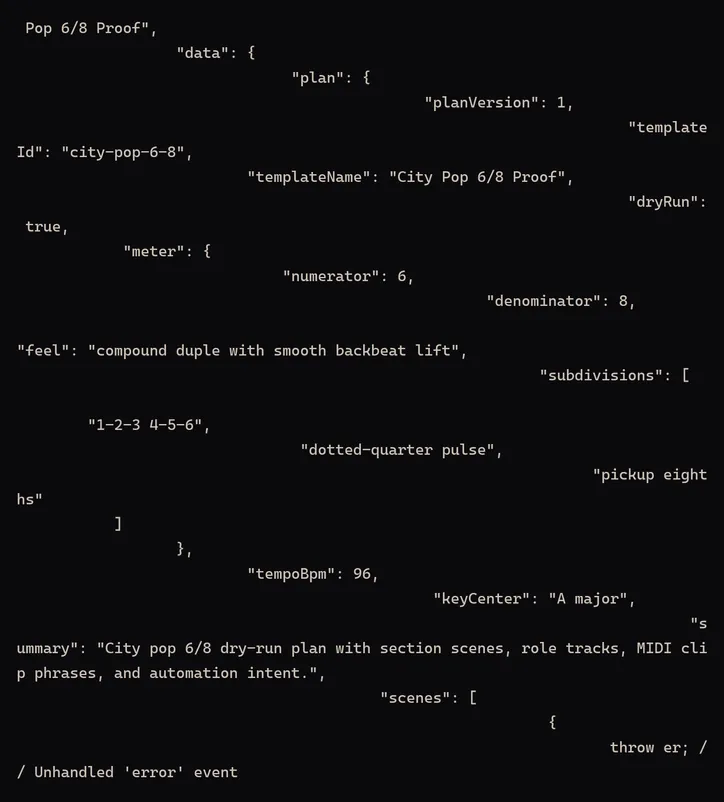 Pop 6/8 Proof",
"data": {
"plan": {
"planVersion": 1,
"template
Id": "city-pop-6-8",
"templateName": "City Pop 6/8 Proof",
"dryRun":
true,
"meter": {
"numerator": 6,
"denominator": 8,
"feel": "compound duple with smooth backbeat lift",
"subdivisions": [
"1-2-3 4-5-6",
"dotted-quarter pulse",
"pickup eight
hs"
]
},
"tempoBpm": 96,
"keyCenter": "A major",
"s
ummary": "City pop 6/8 dry-run plan with section scenes, role tracks, MIDI cli
p phrases, and automation intent.",
"scenes": [
{
throw er; /
/ Unhandled 'error' event